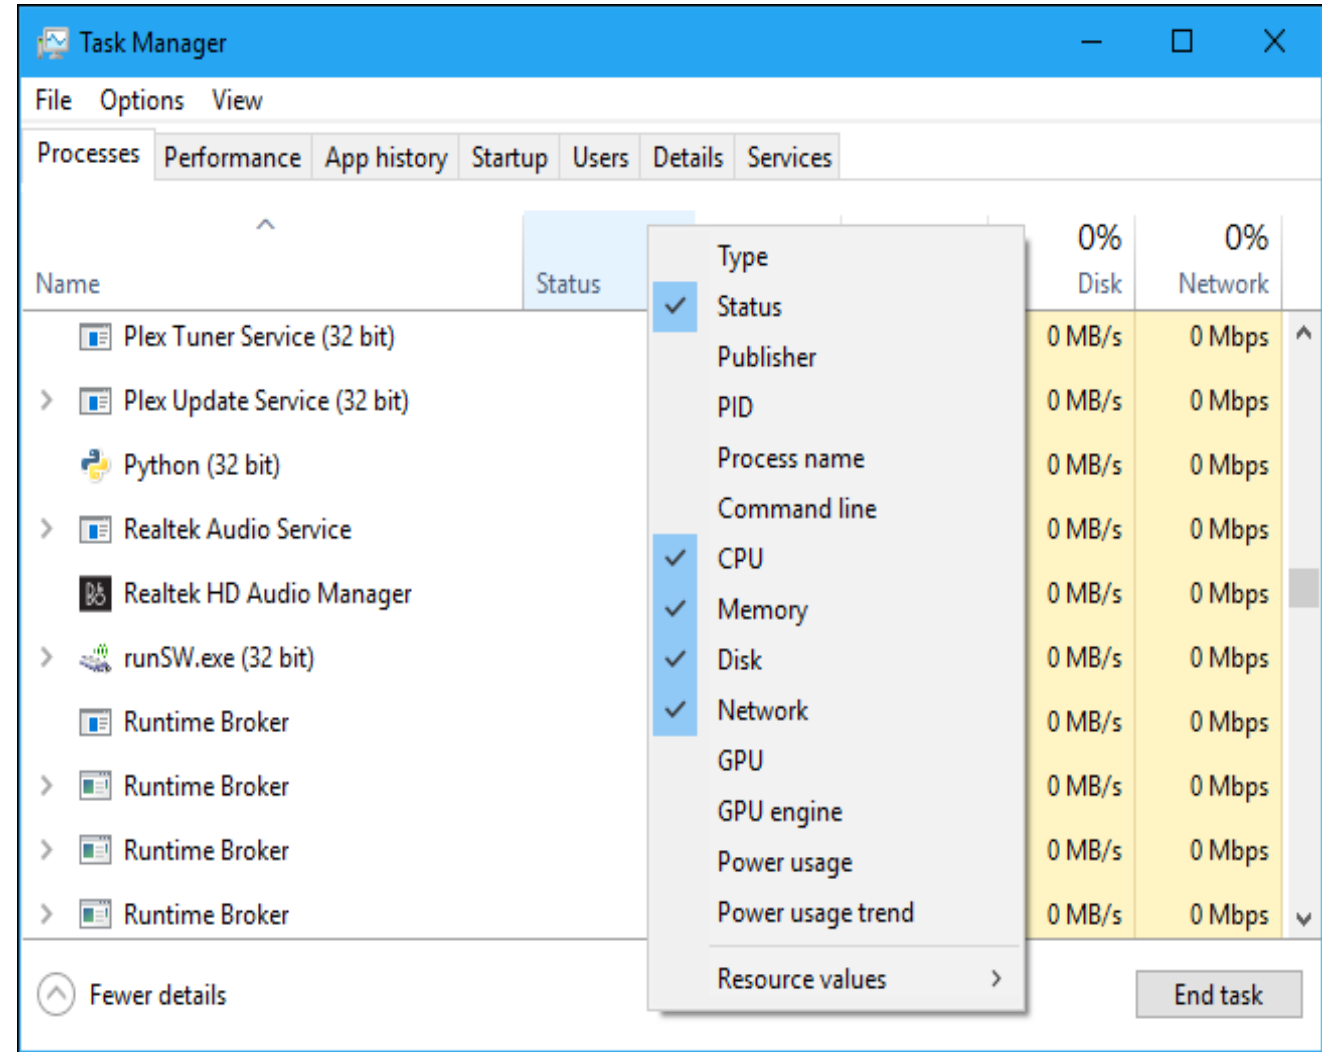 Task Manager
File Options View
Processes Performance App history Startup Users Details Services
0% 0%
Name Status Disk Network
Plex Tuner Service (32 bit) 0 MB/s 0 Mbps
Plex Update Service (32 bit) 0 MB/s 0 Mbps
Python (32 bit) 0 MB/s 0 Mbps
Realtek Audio Service 0 MB/s 0 Mbps
Realtek HD Audio Manager 0 MB/s 0 Mbps
runSW.exe (32 bit) 0 MB/s 0 Mbps
Runtime Broker 0 MB/s 0 Mbps
Runtime Broker 0 MB/s 0 Mbps
Runtime Broker 0 MB/s 0 Mbps
Runtime Broker 0 MB/s 0 Mbps
Type
Status
Publisher
PID
Process name
Command line
CPU
Memory
Disk
Network
GPU
GPU engine
Power usage
Power usage trend
Resource values
Fewer details End task